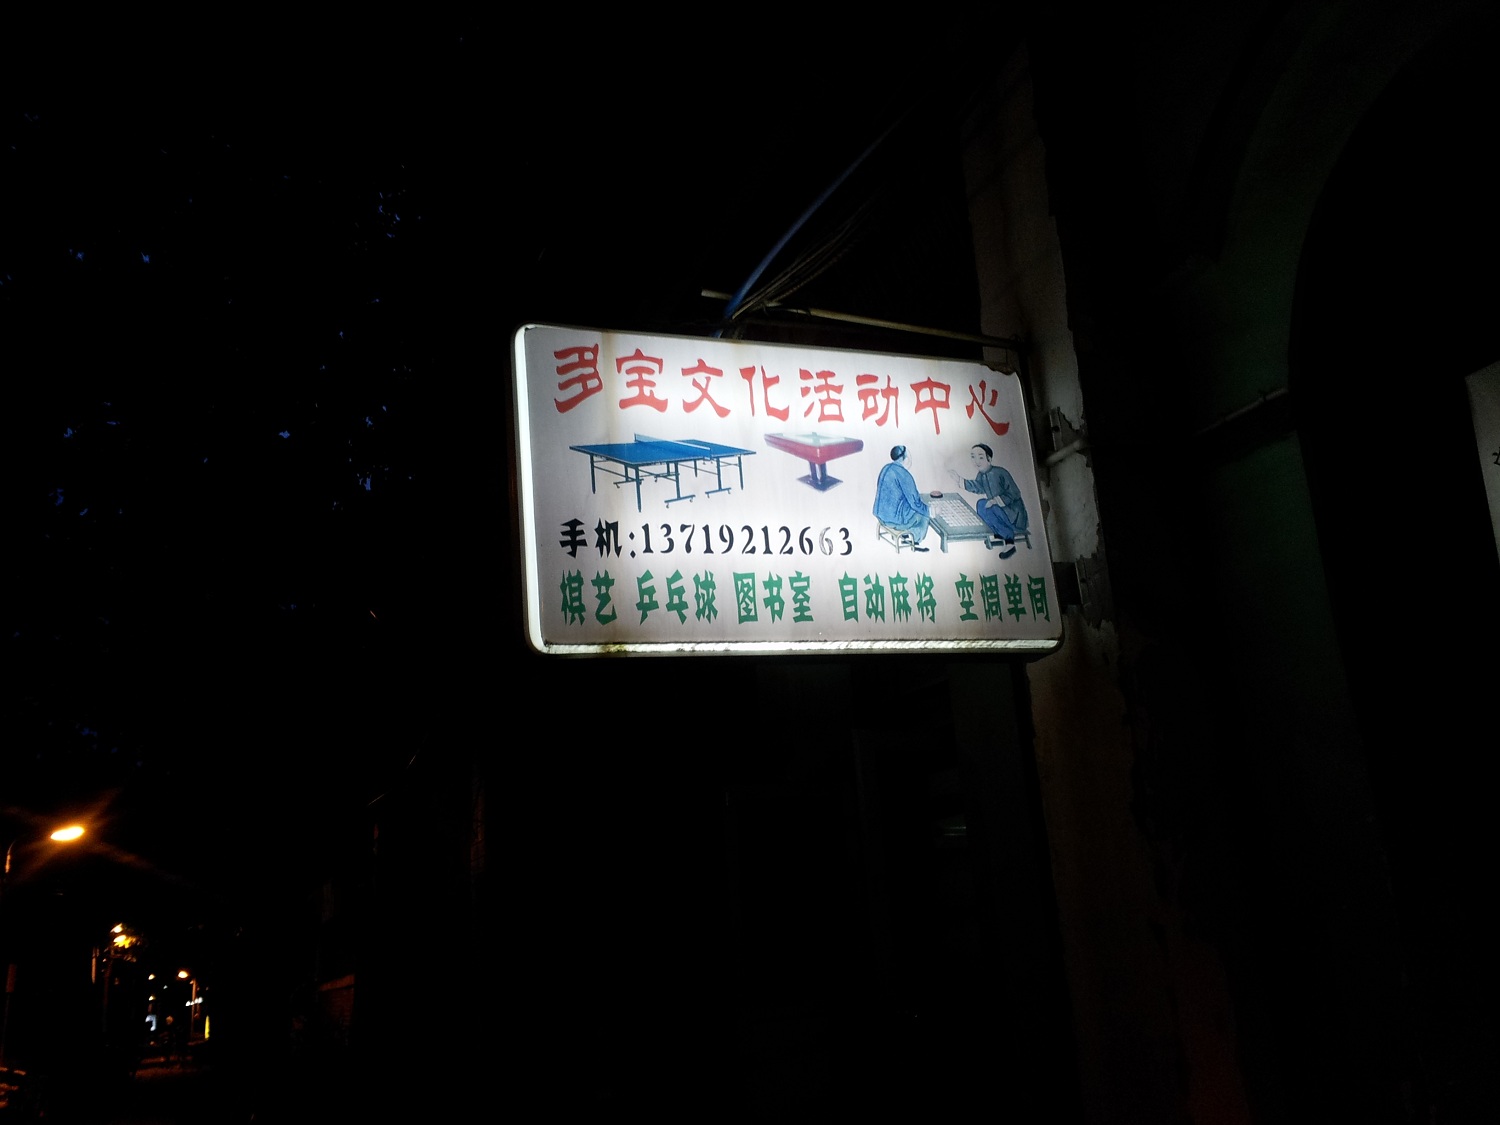 多宝文化活动中心
手机:13719212663
棋艺 乒乓球 图书室 自动麻将 空调单间